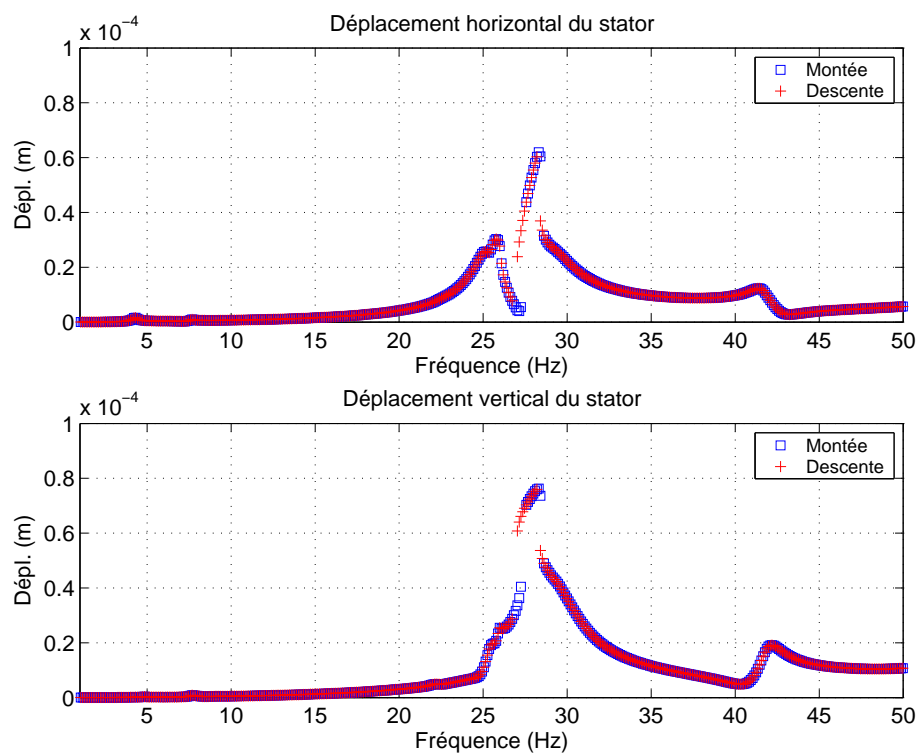 Déplacement horizontal du stator
1 x 10⁻⁴
Montée
Descente
0.8
0.6
0.4
0.2
0
Dépl. (m)
5 10 15 20 25 30 35 40 45 50
Fréquence (Hz)
Déplacement vertical du stator
1 x 10⁻⁴
Montée
Descente
0.8
0.6
0.4
0.2
0
Dépl. (m)
5 10 15 20 25 30 35 40 45 50
Fréquence (Hz)